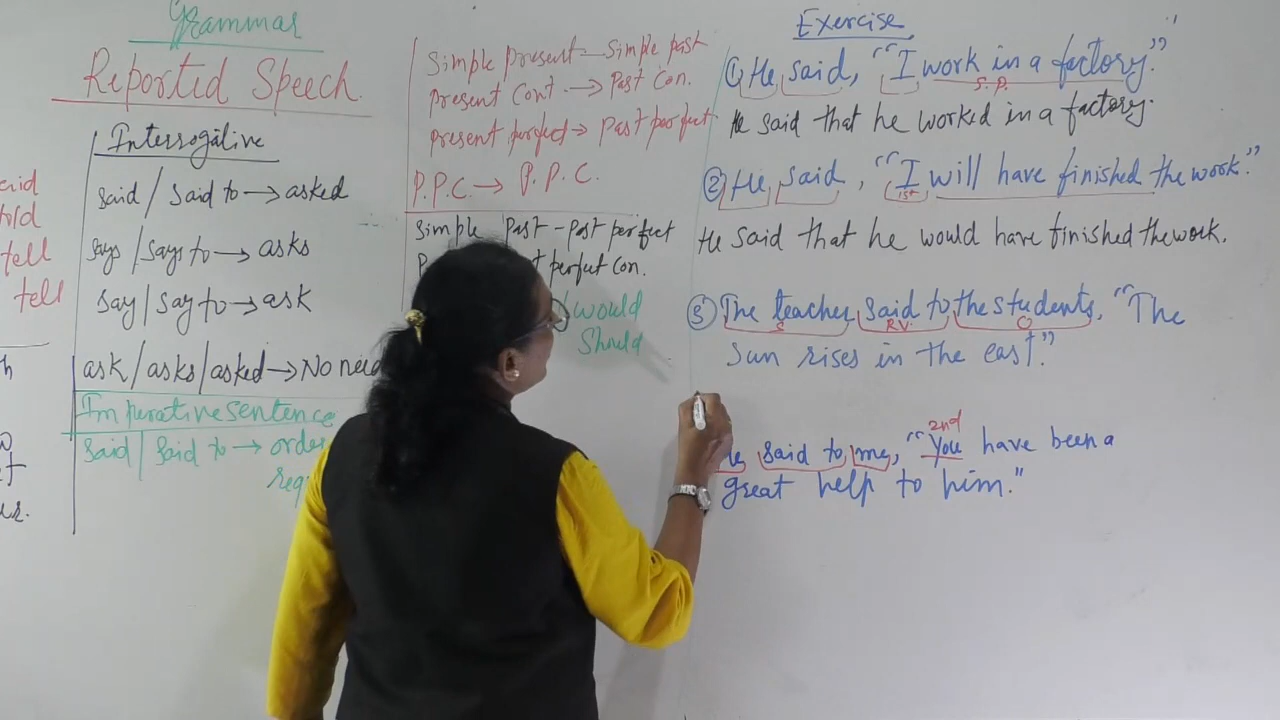 Grammar
Reported Speech
Interrogative
said / said to → asked
says / says to → asks
say / say to → ask
ask / asks / asked → No need
Imperative sentence
said / said to → order
req
told
tell
tell
Simple present — Simple past
present cont → Past con.
present perfect → Past perfect
P.P.C. → P.P.C.
Simple Past - past perfect
perfect con.
would
should
Exercise
① He said, "I work in a factory."
S.P.
He said that he worked in a factory.
② He said, "I will have finished the work."
1st
He said that he would have finished the work.
③ The teacher said to the students, "The
S R.V. O
Sun rises in the east."
2nd
said to me, "You have been a
great help to him."